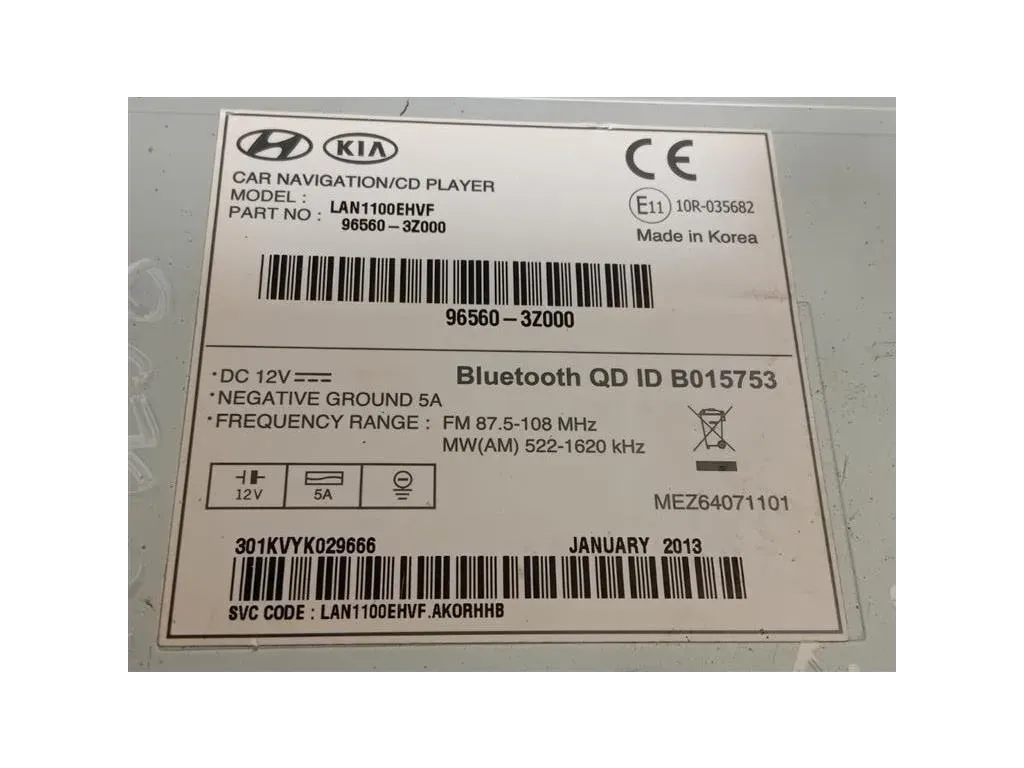 KIA
CE
CAR NAVIGATION/CD PLAYER
MODEL : LAN1100EHVF
PART NO : 96560-3Z000
E11 10R-035682
Made in Korea
96560-3Z000
· DC 12V
Bluetooth QD ID B015753
· NEGATIVE GROUND 5A
· FREQUENCY RANGE : FM 87.5-108 MHz
MW(AM) 522-1620 kHz
12V 5A
MEZ64071101
301KVYK029666 JANUARY 2013
SVC CODE : LAN1100EHVF.AKORHHB